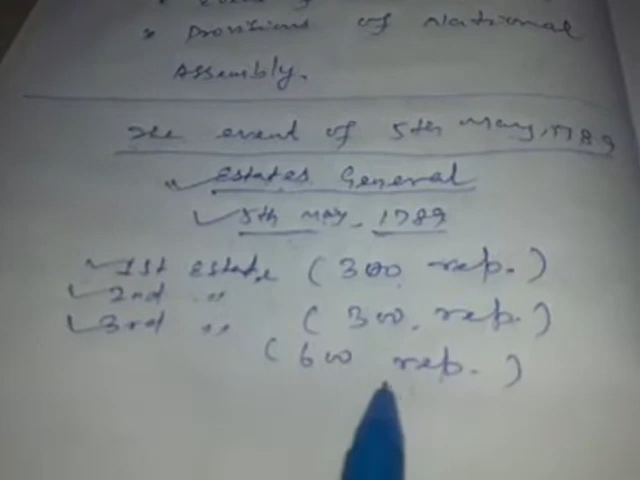 * Provisions of National
Assembly.
The event of 5th May, 1789
" Estates General
✓ 5th May, 1789
✓ 1st Estate (300 rep.)
✓ 2nd "
✓ 3rd " (300, rep.)
(600 rep.)